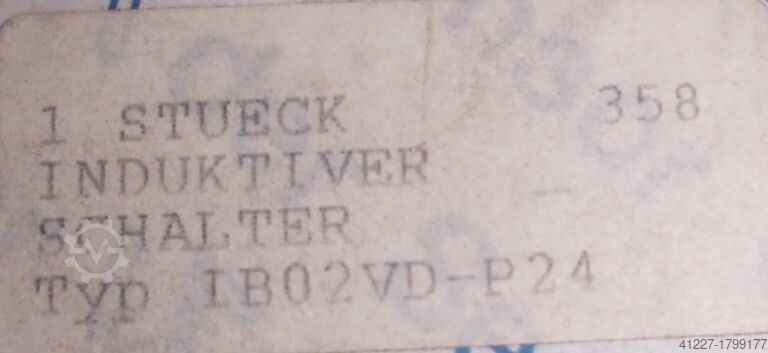 1 STUECK 358
INDUKTIVER
SCHALTER
Typ IB02VD-P24
41227-1799177